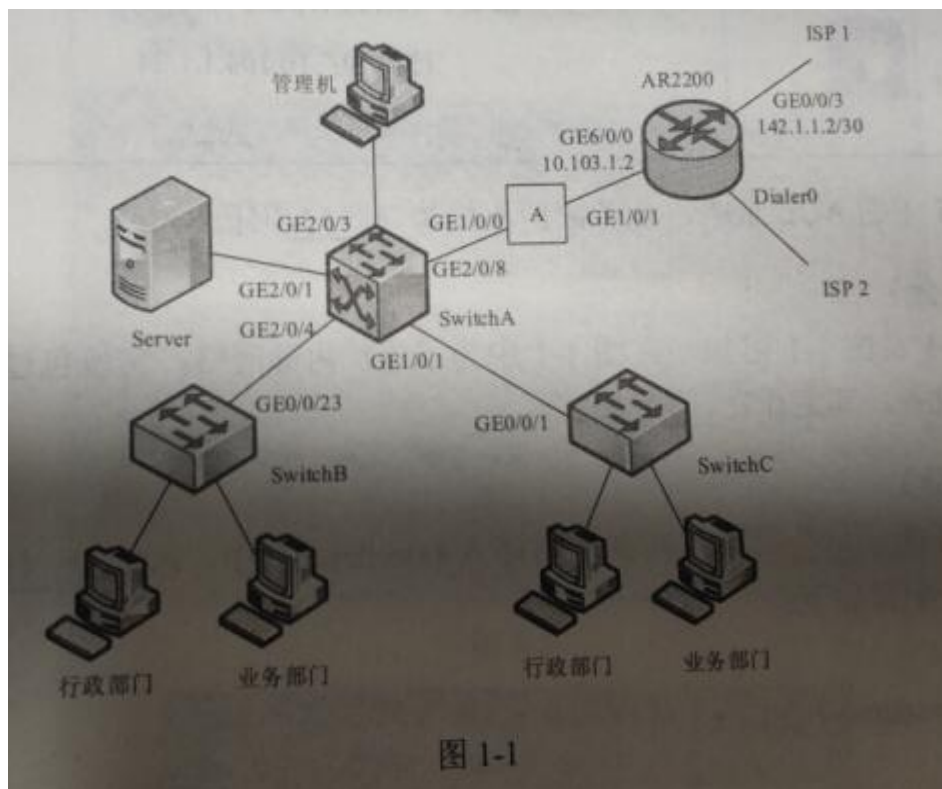 ISP 1
管理机
AR2200
GE0/0/3
142.1.1.2/30
GE6/0/0
10.103.1.2
Dialer0
GE2/0/3
GE1/0/0
A
GE1/0/1
GE2/0/8
ISP 2
GE2/0/1
Server
GE2/0/4
SwitchA
GE1/0/1
GE0/0/23
GE0/0/1
SwitchB
SwitchC
行政部门
业务部门
行政部门
业务部门
图 1-1